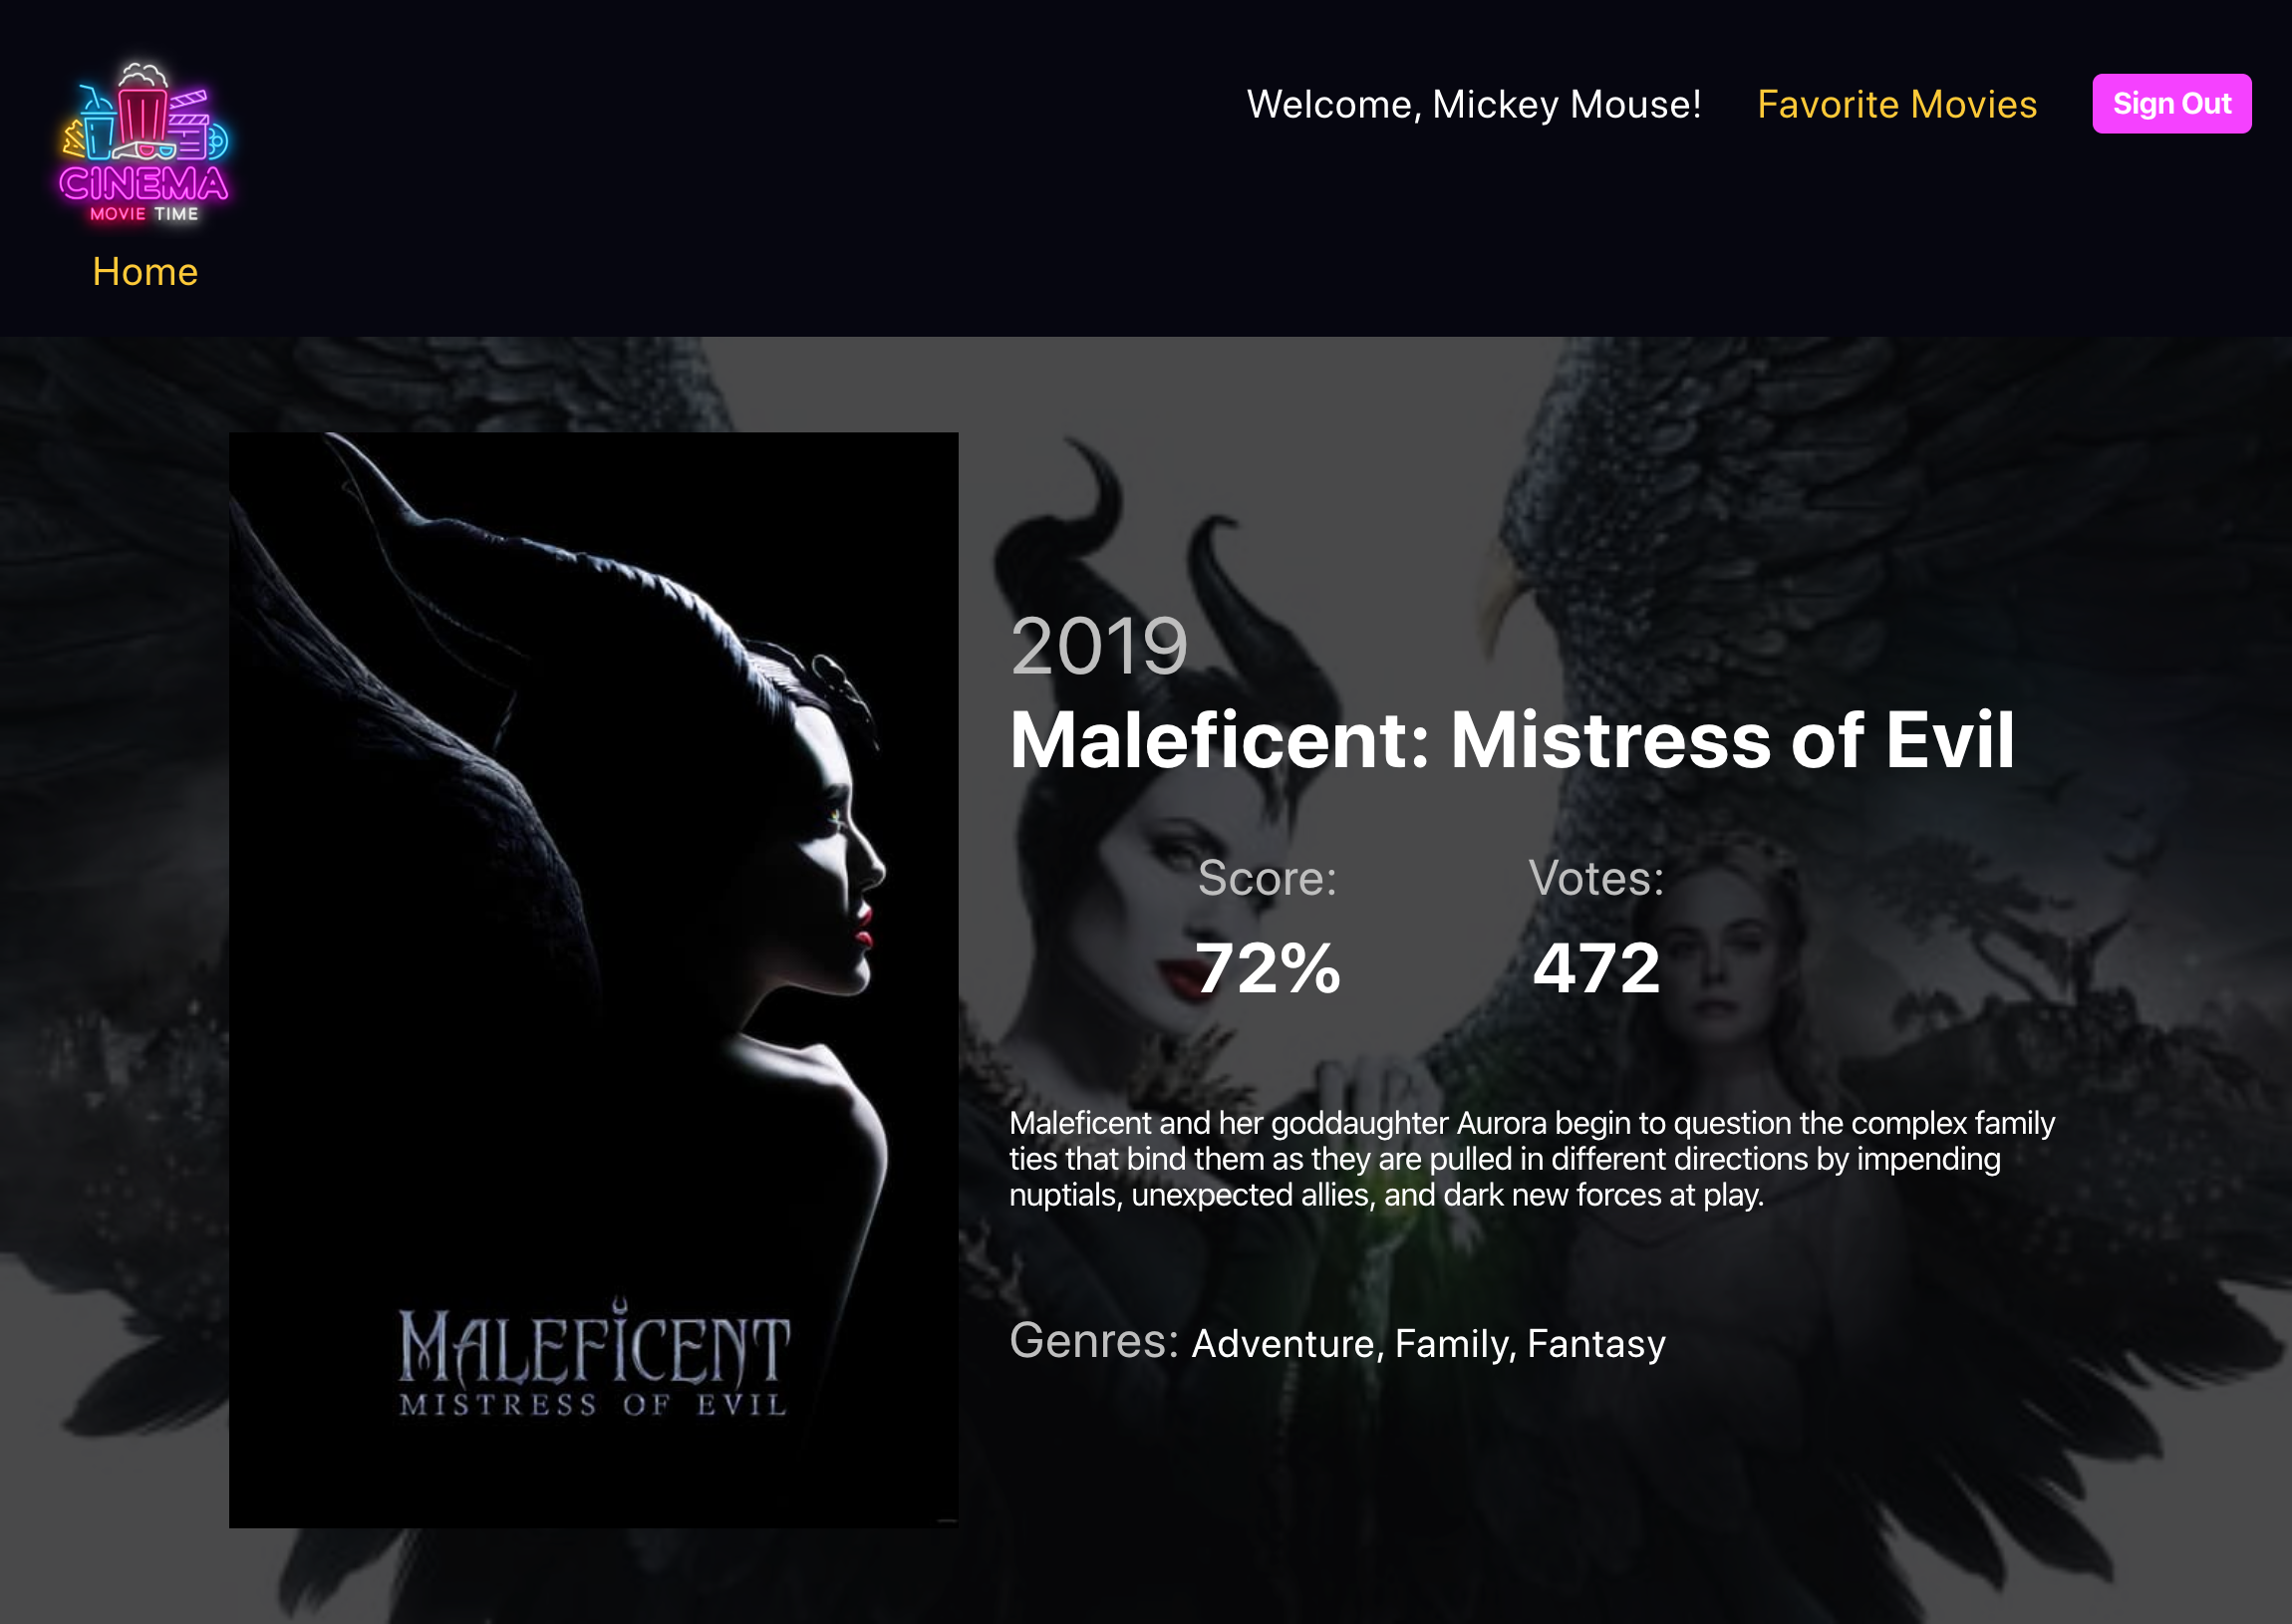 CINEMA
MOVIE TIME
Home
Welcome, Mickey Mouse!
Favorite Movies
Sign Out
MALEFICENT
MISTRESS OF EVIL
2019
Maleficent: Mistress of Evil
Score:
Votes:
72%
472
Maleficent and her goddaughter Aurora begin to question the complex family
ties that bind them as they are pulled in different directions by impending
nuptials, unexpected allies, and dark new forces at play.
Genres: Adventure, Family, Fantasy